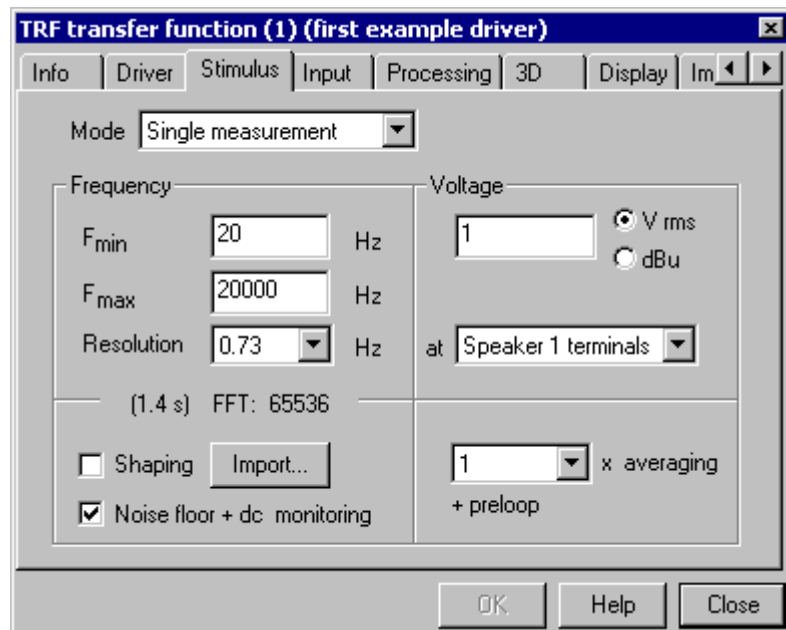 TRF transfer function (1) (first example driver)
Info Driver Stimulus Input Processing 3D Display Im
Mode Single measurement
Frequency Voltage
Fmin 20 Hz 1 V rms
dBu
Fmax 20000 Hz
Resolution 0.73 Hz at Speaker 1 terminals
(1.4 s) FFT: 65536
Shaping Import... 1 x averaging
Noise floor + dc monitoring + preloop
OK Help Close